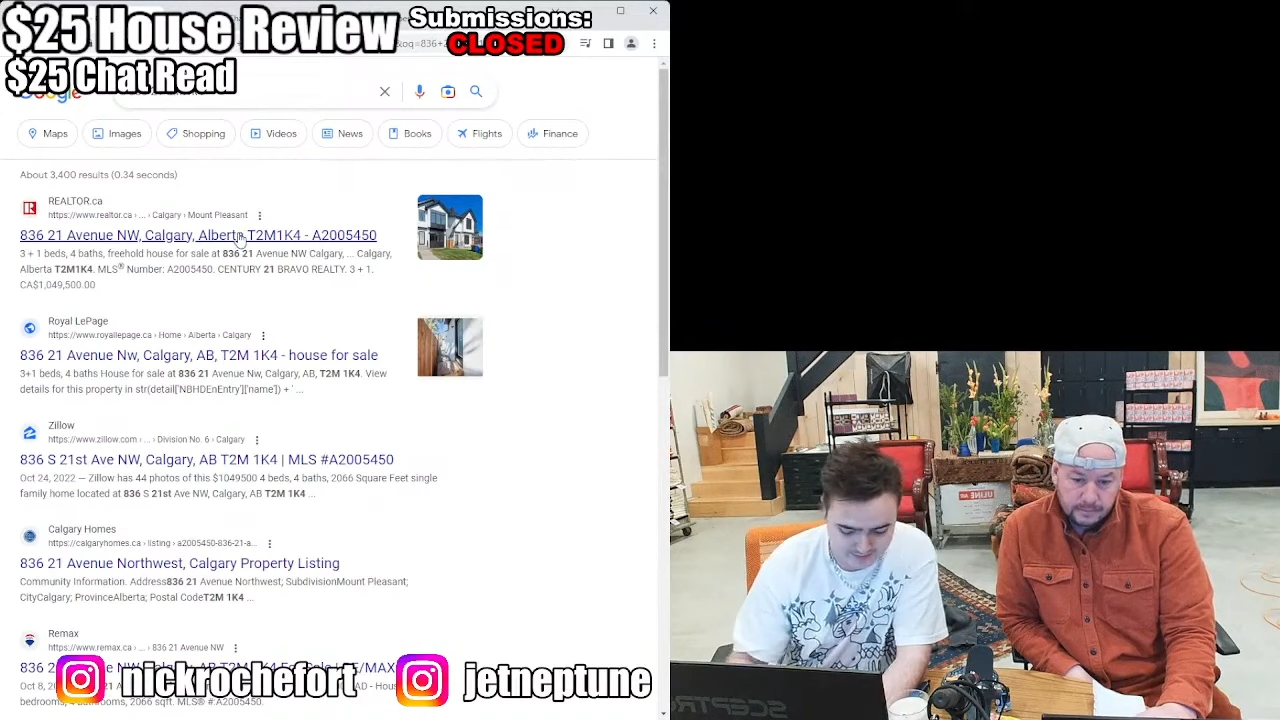 $25 House Review
Submissions:
CLOSED
$25 Chat Read
Maps
Images
Shopping
Videos
News
Books
Flights
Finance
About 3,400 results (0.34 seconds)
REALTOR.ca
https://www.realtor.ca › ... › Calgary › Mount Pleasant
836 21 Avenue NW, Calgary, Alberta T2M1K4 - A2005450
3 + 1 beds, 4 baths, freehold house for sale at 836 21 Avenue NW Calgary, ... Calgary,
Alberta T2M1K4. MLS® Number: A2005450. CENTURY 21 BRAVO REALTY. 3 + 1.
CA$1,049,500.00
Royal LePage
https://www.royallepage.ca › Home › Alberta › Calgary
836 21 Avenue Nw, Calgary, AB, T2M 1K4 - house for sale
3+1 beds, 4 baths House for sale at 836 21 Avenue Nw, Calgary, AB, T2M 1K4. View
details for this property in str(detail['NBHDEnEntry']['name']) + ' ...
Zillow
https://www.zillow.com › ... › Division No. 6 › Calgary
836 S 21st Ave NW, Calgary, AB T2M 1K4 | MLS #A2005450
Oct 24, 2022 — Zillow has 44 photos of this $1049500 4 beds, 4 baths, 2066 Square Feet single
family home located at 836 S 21st Ave NW, Calgary, AB T2M 1K4 ...
Calgary Homes
https://calgaryhomes.ca › listing › a2005450-836-21-a...
836 21 Avenue Northwest, Calgary Property Listing
Community Information. Address836 21 Avenue Northwest; SubdivisionMount Pleasant;
CityCalgary; ProvinceAlberta; Postal CodeT2M 1K4 ...
Remax
https://www.remax.ca › 836 21 Avenue NW
nickrochefort
jetneptune
2066 sqft. MLS® #:A2005450.
ULINE
SCEPTRE